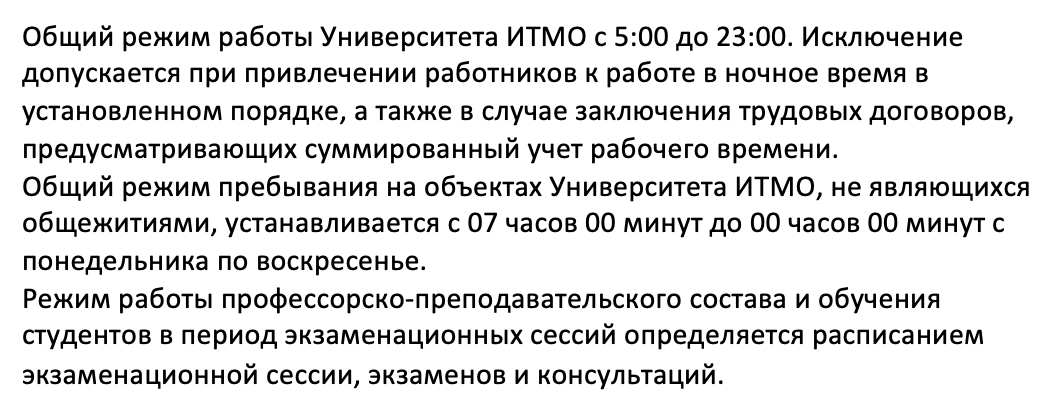 Общий режим работы Университета ИТМО с 5:00 до 23:00. Исключение
допускается при привлечении работников к работе в ночное время в
установленном порядке, а также в случае заключения трудовых договоров,
предусматривающих суммированный учет рабочего времени.
Общий режим пребывания на объектах Университета ИТМО, не являющихся
общежитиями, устанавливается с 07 часов 00 минут до 00 часов 00 минут с
понедельника по воскресенье.
Режим работы профессорско-преподавательского состава и обучения
студентов в период экзаменационных сессий определяется расписанием
экзаменационной сессии, экзаменов и консультаций.